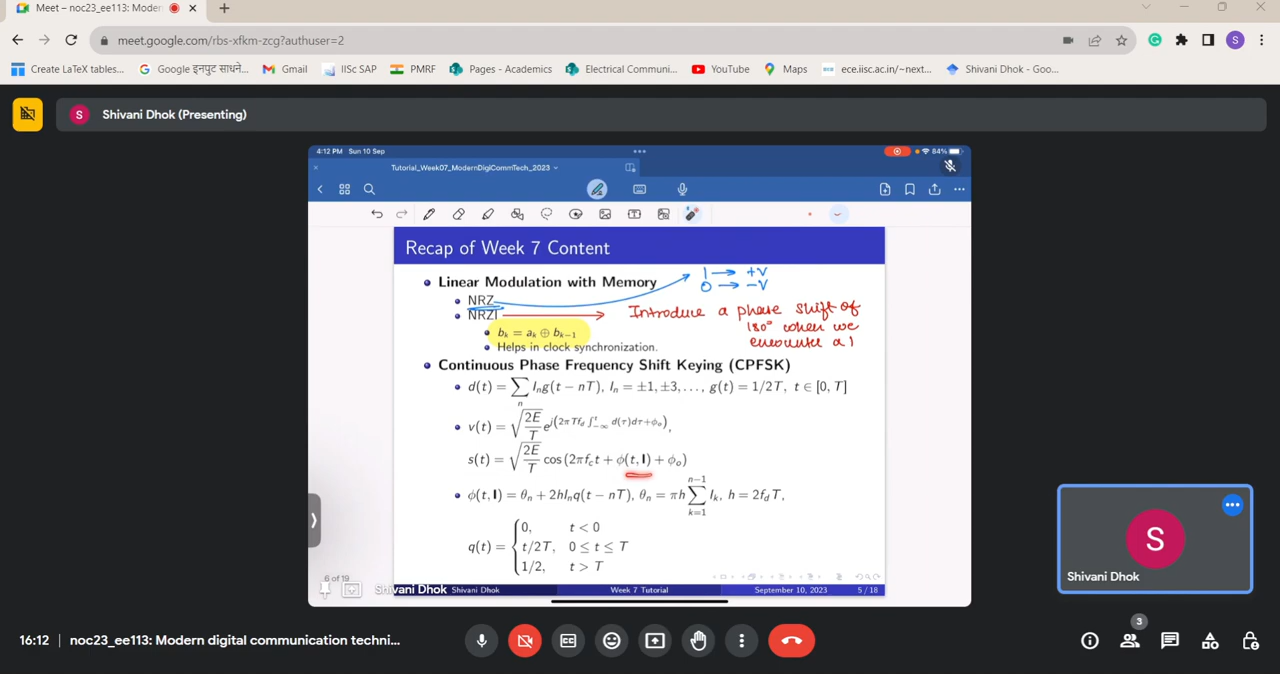 Meet – noc23_ee113: Moder
meet.google.com/rbs-xfkm-zcg?authuser=2
Create LaTeX tables... Google इनपुट साधने... Gmail IISc SAP PMRF Pages - Academics Electrical Communi... YouTube Maps ece.iisc.ac.in/~next... Shivani Dhok - Goo...
S Shivani Dhok (Presenting)
4:12 PM Sun 10 Sep 84%
Tutorial_Week07_ModernDigiCommTech_2023
Recap of Week 7 Content
Linear Modulation with Memory 1 → +V
0 → -V
NRZ
NRZI Introduce a phase shift of
180° when we
encounter a 1
b_k = a_k ⊕ b_{k−1}
Helps in clock synchronization.
Continuous Phase Frequency Shift Keying (CPFSK)
d(t) = ∑_n I_n g(t − nT), I_n = ±1, ±3, . . . , g(t) = 1/2T, t ∈ [0, T]
v(t) = √(2E/T) e^{j(2πTf_d ∫_{−∞}^{t} d(τ)dτ+φ_o)},
s(t) = √(2E/T) cos (2πf_c t + φ(t, I) + φ_o)
φ(t, I) = θ_n + 2hI_n q(t − nT), θ_n = πh ∑_{k=1}^{n−1} I_k, h = 2f_d T,
q(t) = { 0, t < 0
t/2T, 0 ≤ t ≤ T
1/2, t > T
6 of 19
Shivani Dhok Shivani Dhok Week 7 Tutorial September 10, 2023 5 / 18
S
Shivani Dhok
16:12 | noc23_ee113: Modern digital communication techni...
3